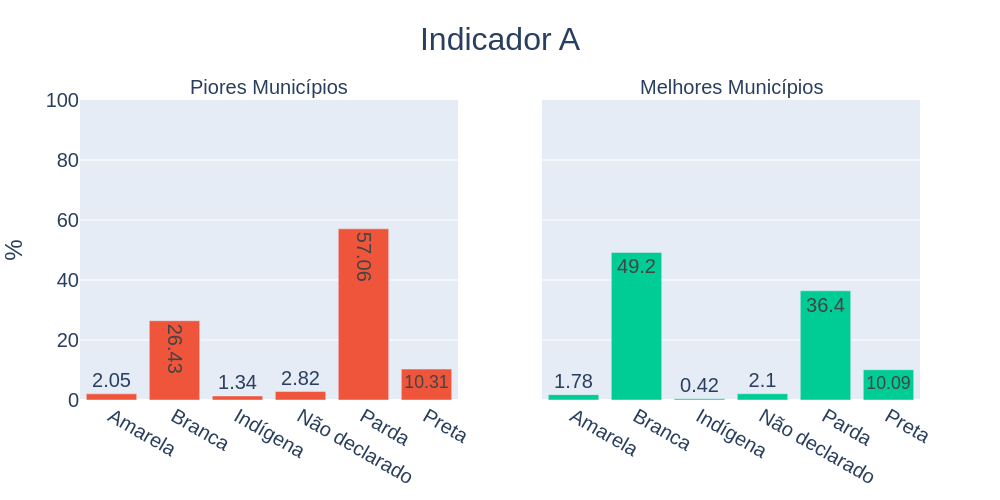 Indicador A
Piores Municípios
Melhores Municípios
%
100
80
60
40
20
0
2.05
26.43
1.34
2.82
57.06
10.31
Amarela
Branca
Indígena
Não declarado
Parda
Preta
1.78
49.2
0.42
2.1
36.4
10.09
Amarela
Branca
Indígena
Não declarado
Parda
Preta